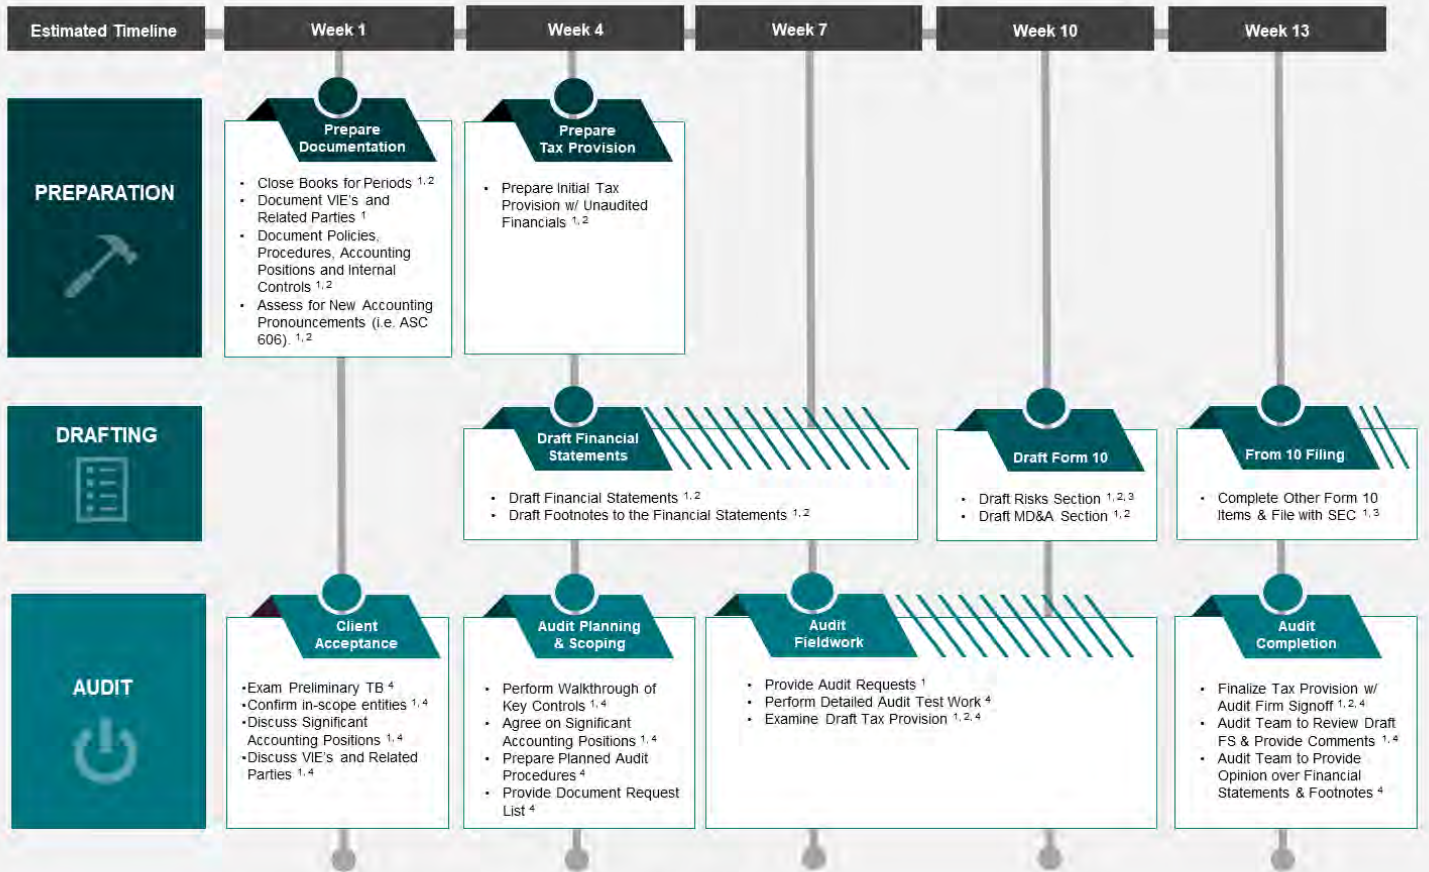 Estimated Timeline
Week 1
Week 4
Week 7
Week 10
Week 13
PREPARATION
Prepare
Documentation
• Close Books for Periods 1, 2
• Document VIE's and
Related Parties 1
• Document Policies,
Procedures, Accounting
Positions and Internal
Controls 1, 2
• Assess for New Accounting
Pronouncements (i.e. ASC
606). 1, 2
Prepare
Tax Provision
• Prepare Initial Tax
Provision w/ Unaudited
Financials 1, 2
DRAFTING
Draft Financial
Statements
• Draft Financial Statements 1, 2
• Draft Footnotes to the Financial Statements 1, 2
Draft Form 10
• Draft Risks Section 1, 2, 3
• Draft MD&A Section 1, 2
From 10 Filing
• Complete Other Form 10
Items & File with SEC 1, 3
AUDIT
Client
Acceptance
•Exam Preliminary TB 4
•Confirm in-scope entities 1, 4
•Discuss Significant
Accounting Positions 1, 4
•Discuss VIE's and Related
Parties 1, 4
Audit Planning
& Scoping
• Perform Walkthrough of
Key Controls 1, 4
• Agree on Significant
Accounting Positions 1, 4
• Prepare Planned Audit
Procedures 4
• Provide Document Request
List 4
Audit
Fieldwork
• Provide Audit Requests 1
• Perform Detailed Audit Test Work 4
• Examine Draft Tax Provision 1, 2, 4
Audit
Completion
• Finalize Tax Provision w/
Audit Firm Signoff 1, 2, 4
• Audit Team to Review Draft
FS & Provide Comments 1, 4
• Audit Team to Provide
Opinion over Financial
Statements & Footnotes 4